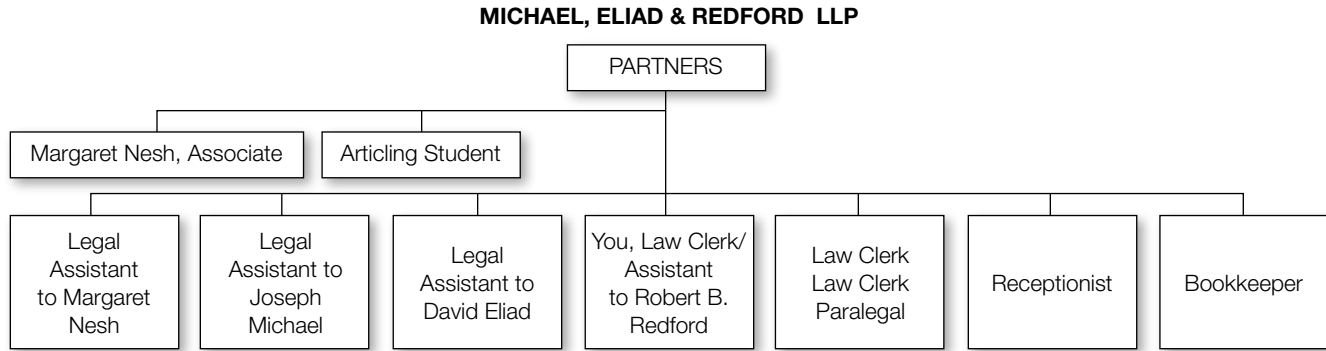 MICHAEL, ELIAD & REDFORD LLP
PARTNERS
Margaret Nesh, Associate
Articling Student
Legal
Assistant
to Margaret
Nesh
Legal
Assistant to
Joseph
Michael
Legal
Assistant to
David Eliad
You, Law Clerk/
Assistant
to Robert B.
Redford
Law Clerk
Law Clerk
Paralegal
Receptionist
Bookkeeper